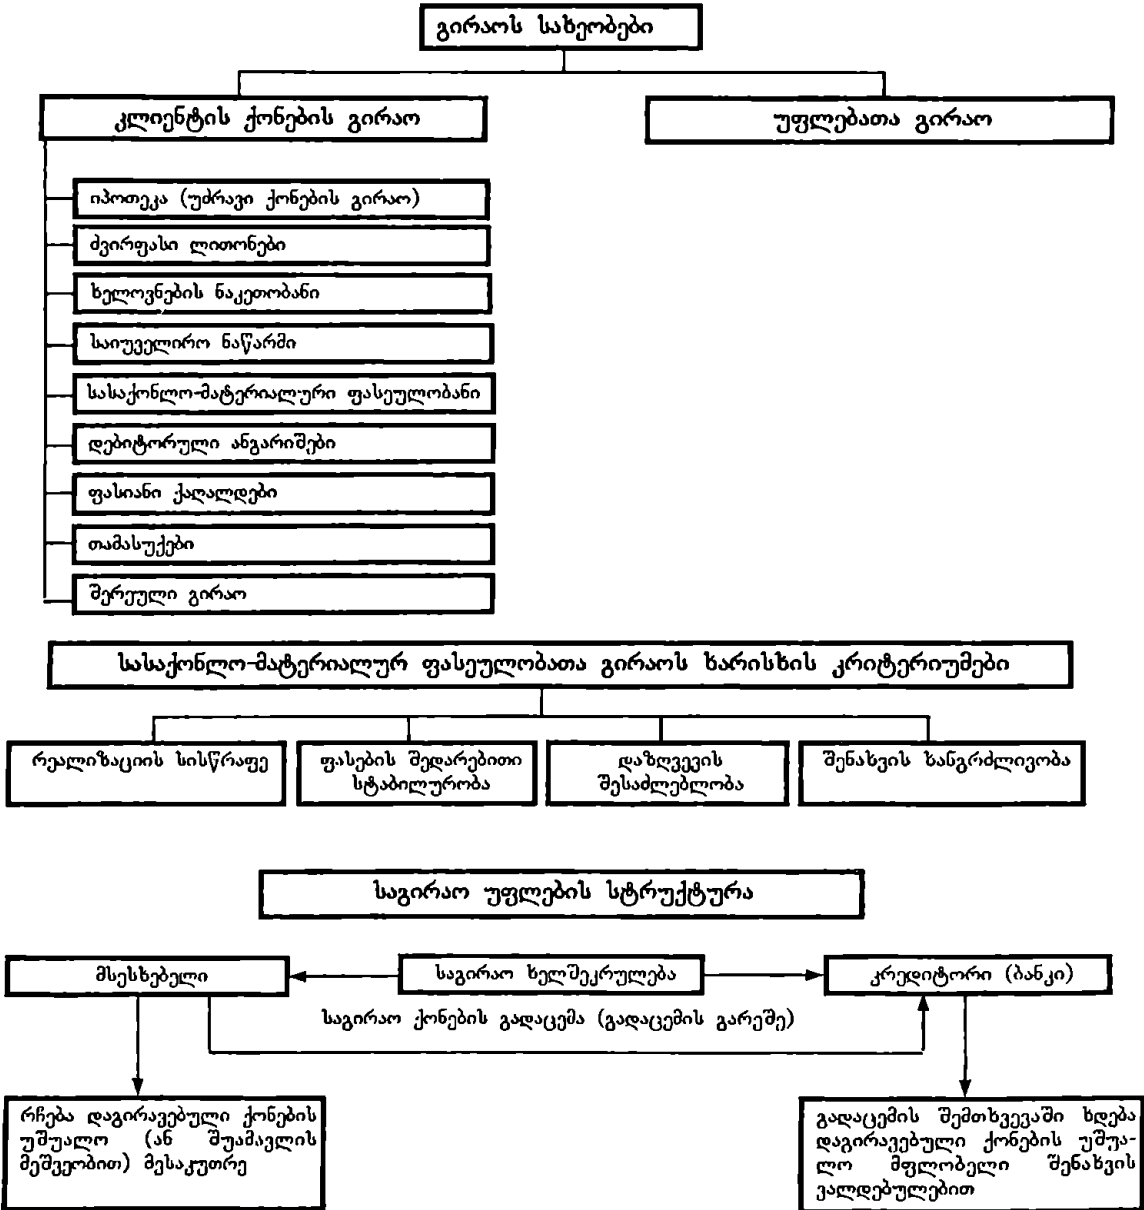 გირაოს სახეობები
კლიენტის ქონების გირაო
უფლებათა გირაო
იპოთეკა (უძრავი ქონების გირაო)
ძვირფასი ლითონები
ხელოვნების ნაკეთობანი
საიუველირო ნაწარმი
სასაქონლო-მატერიალური ფასეულობანი
დებიტორული ანგარიშები
ფასიანი ქაღალდები
თამასუქები
შერეული გირაო
სასაქონლო-მატერიალურ ფასეულობათა გირაოს ხარისხის კრიტერიუმები
რეალიზაციის სისწრაფე
ფასების შედარებითი
სტაბილურობა
დაზღვევის
შესაძლებლობა
შენახვის ხანგრძლივობა
საგირაო უფლების სტრუქტურა
მსესხებელი
საგირაო ხელშეკრულება
კრედიტორი (ბანკი)
საგირაო ქონების გადაცემა (გადაცემის გარეშე)
რჩება დაგირავებული ქონების
უშუალო (ან შუამავლის
მეშვეობით) მესაკუთრე
გადაცემის შემთხვევაში ხდება
დაგირავებული ქონების უშუა-
ლო მფლობელი შენახვის
ვალდებულებით